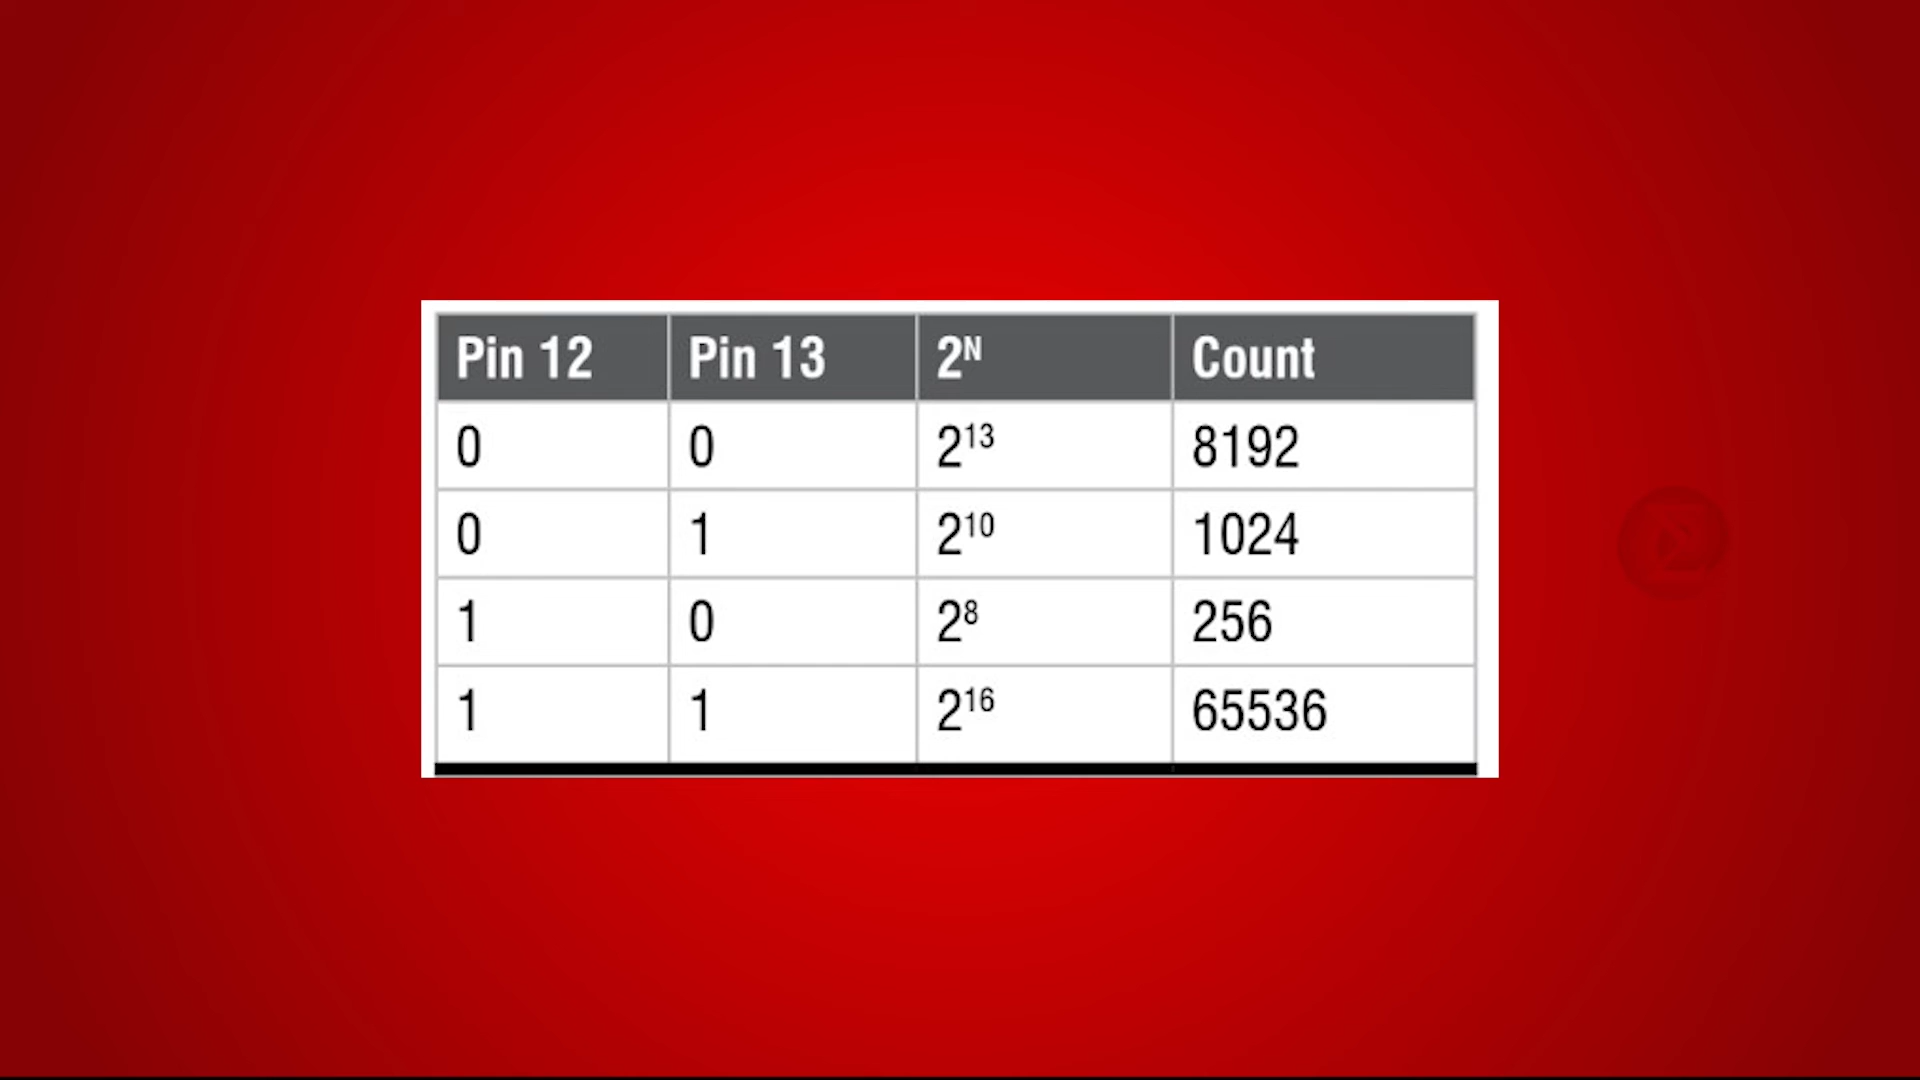 Pin 12 Pin 13 2ᴺ Count
0 0 2¹³ 8192
0 1 2¹⁰ 1024
1 0 2⁸ 256
1 1 2¹⁶ 65536